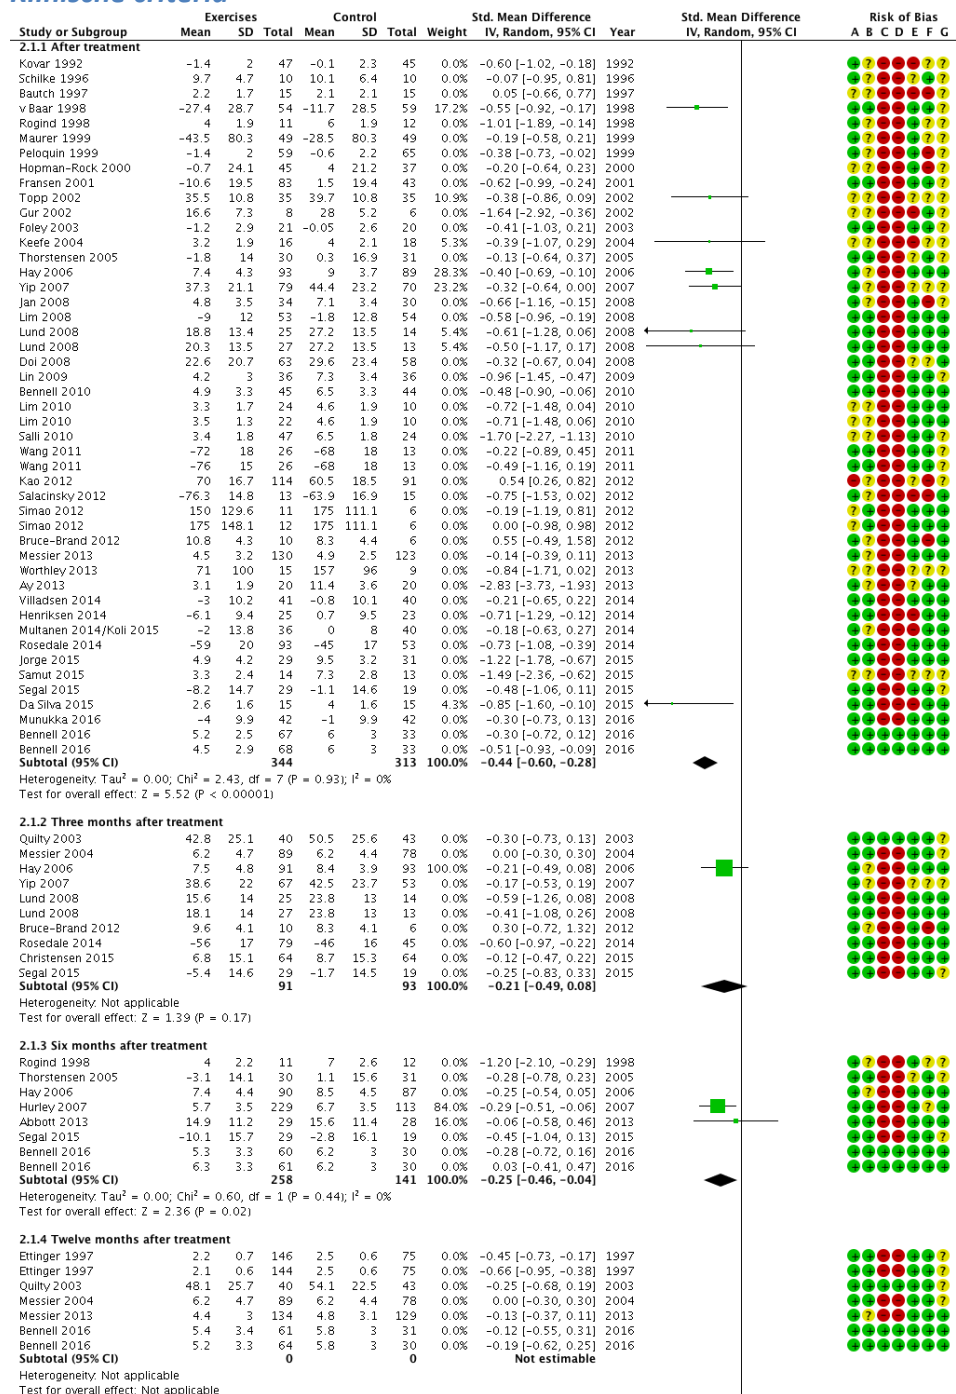 Klinische criteria
Exercises Control Std. Mean Difference Std. Mean Difference Risk of Bias
Study or Subgroup Mean SD Total Mean SD Total Weight IV, Random, 95% CI Year IV, Random, 95% CI A B C D E F G
2.1.1 After treatment
Kovar 1992 −1.4 2 47 −0.1 2.3 45 0.0% −0.60 [−1.02, −0.18] 1992
Schilke 1996 9.7 4.7 10 10.1 6.4 10 0.0% −0.07 [−0.95, 0.81] 1996
Bautch 1997 2.2 1.7 15 2.1 2.1 15 0.0% 0.05 [−0.66, 0.77] 1997
v Baar 1998 −27.4 28.7 54 −11.7 28.5 59 17.2% −0.55 [−0.92, −0.17] 1998
Rogind 1998 4 1.9 11 6 1.9 12 0.0% −1.01 [−1.89, −0.14] 1998
Maurer 1999 −43.5 80.3 49 −28.5 80.3 49 0.0% −0.19 [−0.58, 0.21] 1999
Peloquin 1999 −1.4 2 59 −0.6 2.2 65 0.0% −0.38 [−0.73, −0.02] 1999
Hopman−Rock 2000 −0.7 24.1 45 4 21.2 37 0.0% −0.20 [−0.64, 0.23] 2000
Fransen 2001 −10.6 19.5 83 1.5 19.4 43 0.0% −0.62 [−0.99, −0.24] 2001
Topp 2002 35.5 10.8 35 39.7 10.8 35 10.9% −0.38 [−0.86, 0.09] 2002
Gur 2002 16.6 7.3 8 28 5.2 6 0.0% −1.64 [−2.92, −0.36] 2002
Foley 2003 −1.2 2.9 21 −0.05 2.6 20 0.0% −0.41 [−1.03, 0.21] 2003
Keefe 2004 3.2 1.9 16 4 2.1 18 5.3% −0.39 [−1.07, 0.29] 2004
Thorstensen 2005 −1.8 14 30 0.3 16.9 31 0.0% −0.13 [−0.64, 0.37] 2005
Hay 2006 7.4 4.3 93 9 3.7 89 28.3% −0.40 [−0.69, −0.10] 2006
Yip 2007 37.3 21.1 79 44.4 23.2 70 23.2% −0.32 [−0.64, 0.00] 2007
Jan 2008 4.8 3.5 34 7.1 3.4 30 0.0% −0.66 [−1.16, −0.15] 2008
Lim 2008 −9 12 53 −1.8 12.8 54 0.0% −0.58 [−0.96, −0.19] 2008
Lund 2008 18.8 13.4 25 27.2 13.5 14 5.4% −0.61 [−1.28, 0.06] 2008
Lund 2008 20.3 13.5 27 27.2 13.5 13 5.4% −0.50 [−1.17, 0.17] 2008
Doi 2008 22.6 20.7 63 29.6 23.4 58 0.0% −0.32 [−0.67, 0.04] 2008
Lin 2009 4.2 3 36 7.3 3.4 36 0.0% −0.96 [−1.45, −0.47] 2009
Bennell 2010 4.9 3.3 45 6.5 3.3 44 0.0% −0.48 [−0.90, −0.06] 2010
Lim 2010 3.3 1.7 24 4.6 1.9 10 0.0% −0.72 [−1.48, 0.04] 2010
Lim 2010 3.5 1.3 22 4.6 1.9 10 0.0% −0.71 [−1.48, 0.06] 2010
Salli 2010 3.4 1.8 47 6.5 1.8 24 0.0% −1.70 [−2.27, −1.13] 2010
Wang 2011 −72 18 26 −68 18 13 0.0% −0.22 [−0.89, 0.45] 2011
Wang 2011 −76 15 26 −68 18 13 0.0% −0.49 [−1.16, 0.19] 2011
Kao 2012 70 16.7 114 60.5 18.5 91 0.0% 0.54 [0.26, 0.82] 2012
Salacinsky 2012 −76.3 14.8 13 −63.9 16.9 15 0.0% −0.75 [−1.53, 0.02] 2012
Simao 2012 150 129.6 11 175 111.1 6 0.0% −0.19 [−1.19, 0.81] 2012
Simao 2012 175 148.1 12 175 111.1 6 0.0% 0.00 [−0.98, 0.98] 2012
Bruce−Brand 2012 10.8 4.3 10 8.3 4.4 6 0.0% 0.55 [−0.49, 1.58] 2012
Messier 2013 4.5 3.2 130 4.9 2.5 123 0.0% −0.14 [−0.39, 0.11] 2013
Worthley 2013 71 100 15 157 96 9 0.0% −0.84 [−1.71, 0.02] 2013
Ay 2013 3.1 1.9 20 11.4 3.6 20 0.0% −2.83 [−3.73, −1.93] 2013
Villadsen 2014 −3 10.2 41 −0.8 10.1 40 0.0% −0.21 [−0.65, 0.22] 2014
Henriksen 2014 −6.1 9.4 25 0.7 9.5 23 0.0% −0.71 [−1.29, −0.12] 2014
Multanen 2014/Koli 2015 −2 13.8 36 0 8 40 0.0% −0.18 [−0.63, 0.27] 2014
Rosedale 2014 −59 20 93 −45 17 53 0.0% −0.73 [−1.08, −0.39] 2014
Jorge 2015 4.9 4.2 29 9.5 3.2 31 0.0% −1.22 [−1.78, −0.67] 2015
Samut 2015 3.3 2.4 14 7.3 2.8 13 0.0% −1.49 [−2.36, −0.62] 2015
Segal 2015 −8.2 14.7 29 −1.1 14.6 19 0.0% −0.48 [−1.06, 0.11] 2015
Da Silva 2015 2.6 1.6 15 4 1.6 15 4.3% −0.85 [−1.60, −0.10] 2015
Munukka 2016 −4 9.9 42 −1 9.9 42 0.0% −0.30 [−0.73, 0.13] 2016
Bennell 2016 5.2 2.5 67 6 3 33 0.0% −0.30 [−0.72, 0.12] 2016
Bennell 2016 4.5 2.9 68 6 3 33 0.0% −0.51 [−0.93, −0.09] 2016
Subtotal (95% CI) 344 313 100.0% −0.44 [−0.60, −0.28]
Heterogeneity: Tau² = 0.00; Chi² = 2.43, df = 7 (P = 0.93); I² = 0%
Test for overall effect: Z = 5.52 (P < 0.00001)
2.1.2 Three months after treatment
Quilty 2003 42.8 25.1 40 50.5 25.6 43 0.0% −0.30 [−0.73, 0.13] 2003
Messier 2004 6.2 4.7 89 6.2 4.4 78 0.0% 0.00 [−0.30, 0.30] 2004
Hay 2006 7.5 4.8 91 8.4 3.9 93 100.0% −0.21 [−0.49, 0.08] 2006
Yip 2007 38.6 22 67 42.5 23.7 53 0.0% −0.17 [−0.53, 0.19] 2007
Lund 2008 15.6 14 25 23.8 13 14 0.0% −0.59 [−1.26, 0.08] 2008
Lund 2008 18.1 14 27 23.8 13 13 0.0% −0.41 [−1.08, 0.26] 2008
Bruce−Brand 2012 9.6 4.1 10 8.3 4.1 6 0.0% 0.30 [−0.72, 1.32] 2012
Rosedale 2014 −56 17 79 −46 16 45 0.0% −0.60 [−0.97, −0.22] 2014
Christensen 2015 6.8 15.1 64 8.7 15.3 64 0.0% −0.12 [−0.47, 0.22] 2015
Segal 2015 −5.4 14.6 29 −1.7 14.5 19 0.0% −0.25 [−0.83, 0.33] 2015
Subtotal (95% CI) 91 93 100.0% −0.21 [−0.49, 0.08]
Heterogeneity: Not applicable
Test for overall effect: Z = 1.39 (P = 0.17)
2.1.3 Six months after treatment
Rogind 1998 4 2.2 11 7 2.6 12 0.0% −1.20 [−2.10, −0.29] 1998
Thorstensen 2005 −3.1 14.1 30 1.1 15.6 31 0.0% −0.28 [−0.78, 0.23] 2005
Hay 2006 7.4 4.4 90 8.5 4.5 87 0.0% −0.25 [−0.54, 0.05] 2006
Hurley 2007 5.7 3.5 229 6.7 3.5 113 84.0% −0.29 [−0.51, −0.06] 2007
Abbott 2013 14.9 11.2 29 15.6 11.4 28 16.0% −0.06 [−0.58, 0.46] 2013
Segal 2015 −10.1 15.7 29 −2.8 16.1 19 0.0% −0.45 [−1.04, 0.13] 2015
Bennell 2016 5.3 3.3 60 6.2 3 30 0.0% −0.28 [−0.72, 0.16] 2016
Bennell 2016 6.3 3.3 61 6.2 3 30 0.0% 0.03 [−0.41, 0.47] 2016
Subtotal (95% CI) 258 141 100.0% −0.25 [−0.46, −0.04]
Heterogeneity: Tau² = 0.00; Chi² = 0.60, df = 1 (P = 0.44); I² = 0%
Test for overall effect: Z = 2.36 (P = 0.02)
2.1.4 Twelve months after treatment
Ettinger 1997 2.2 0.7 146 2.5 0.6 75 0.0% −0.45 [−0.73, −0.17] 1997
Ettinger 1997 2.1 0.6 144 2.5 0.6 75 0.0% −0.66 [−0.95, −0.38] 1997
Quilty 2003 48.1 25.7 40 54.1 22.5 43 0.0% −0.25 [−0.68, 0.19] 2003
Messier 2004 6.2 4.7 89 6.2 4.4 78 0.0% 0.00 [−0.30, 0.30] 2004
Messier 2013 4.4 3 134 4.8 3.1 129 0.0% −0.13 [−0.37, 0.11] 2013
Bennell 2016 5.4 3.4 61 5.8 3 31 0.0% −0.12 [−0.55, 0.31] 2016
Bennell 2016 5.2 3.3 64 5.8 3 30 0.0% −0.19 [−0.62, 0.25] 2016
Subtotal (95% CI) 0 0 Not estimable
Heterogeneity: Not applicable
Test for overall effect: Not applicable